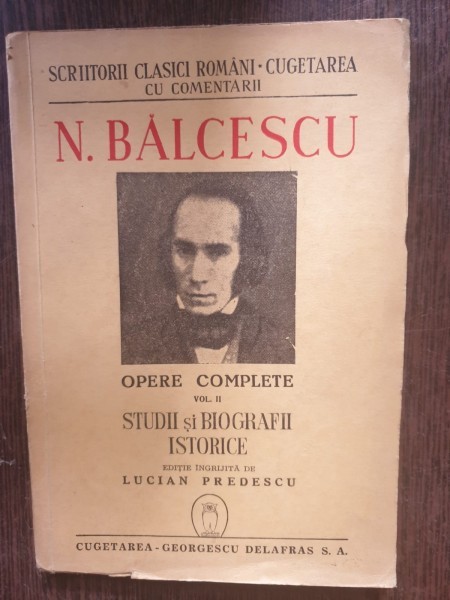 SCRIITORII CLASICI ROMÂNI • CUGETAREA
CU COMENTARII
N. BĂLCESCU
OPERE COMPLETE
VOL. II
STUDII și BIOGRAFII
ISTORICE
EDIȚIE ÎNGRIJITĂ DE
LUCIAN PREDESCU
CUGETAREA - GEORGESCU DELAFRAS S. A.